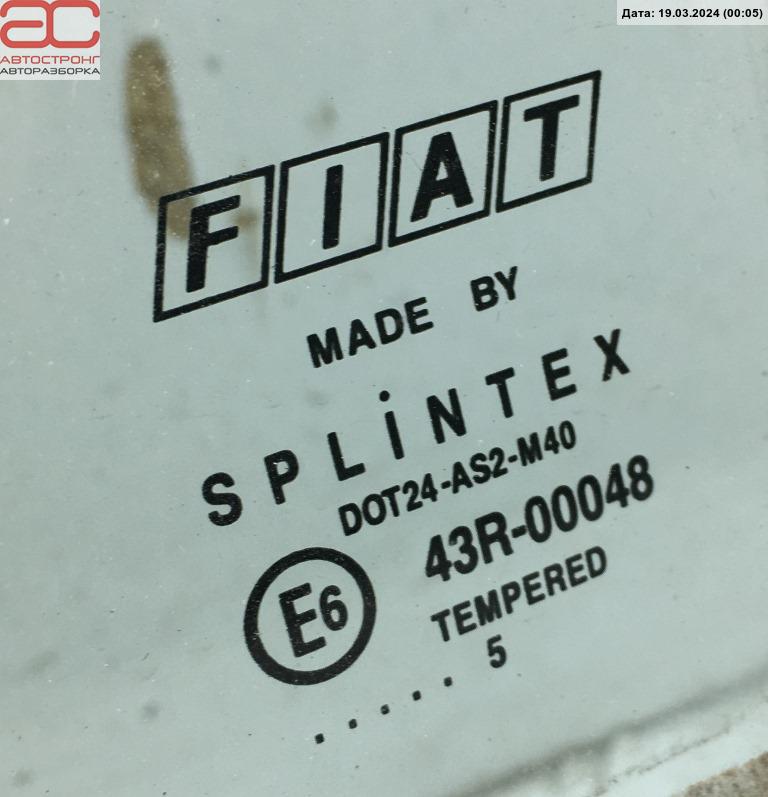 АС
АВТОСТРОНГ
АВТОРАЗБОРКА
Дата: 19.03.2024 (00:05)
FIAT
MADE BY
SPLiNTEX
DOT24-AS2-M40
43R-00048
E6
TEMPERED
..... 5